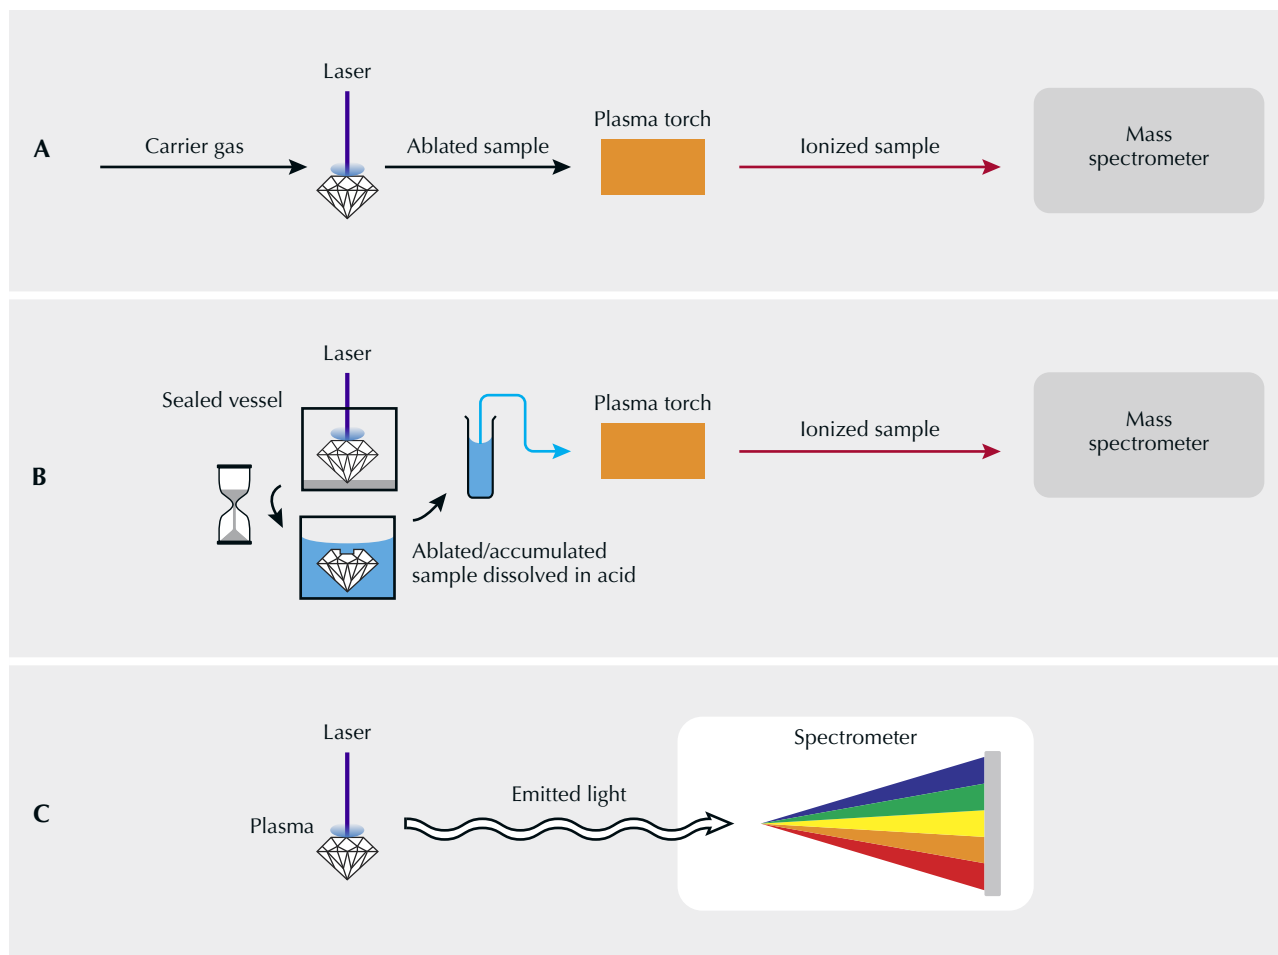 A
Laser
Carrier gas
Ablated sample
Plasma torch
Ionized sample
Mass
spectrometer
B
Laser
Sealed vessel
Plasma torch
Ionized sample
Mass
spectrometer
Ablated/accumulated
sample dissolved in acid
C
Laser
Plasma
Emitted light
Spectrometer